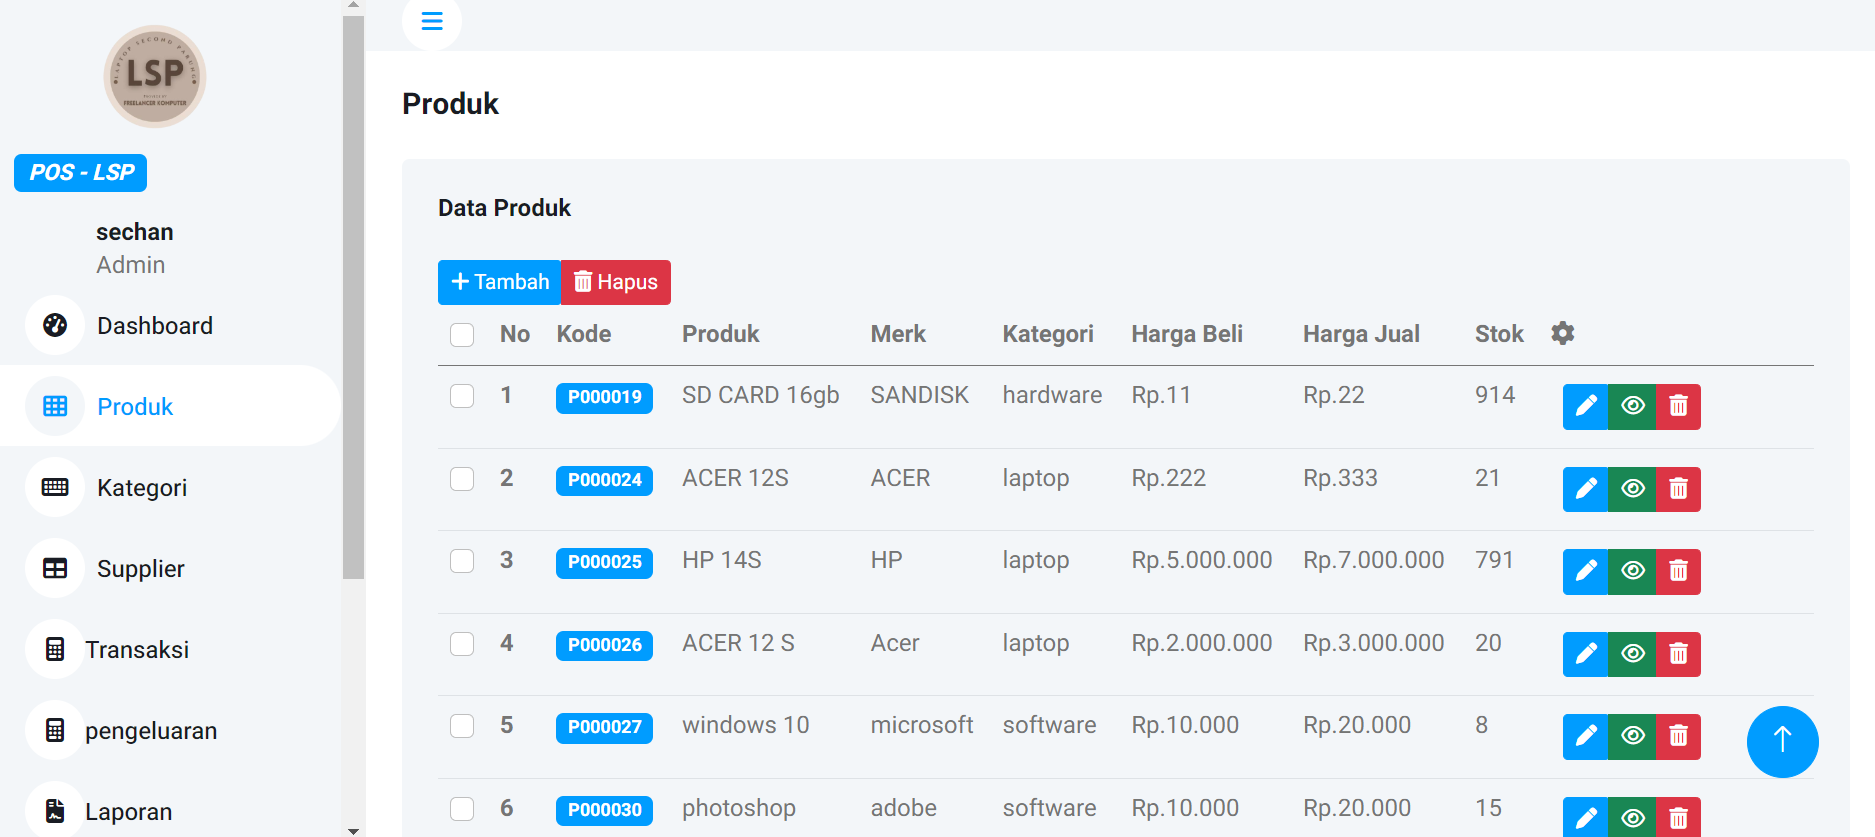 LAPTOP SECOND PARUNG
LSP
FREELANCER KOMPUTER
POS - LSP
sechan
Admin
Dashboard
Produk
Kategori
Supplier
Transaksi
pengeluaran
Laporan
Produk
Data Produk
Tambah Hapus
No Kode Produk Merk Kategori Harga Beli Harga Jual Stok
1 P000019 SD CARD 16gb SANDISK hardware Rp.11 Rp.22 914
2 P000024 ACER 12S ACER laptop Rp.222 Rp.333 21
3 P000025 HP 14S HP laptop Rp.5.000.000 Rp.7.000.000 791
4 P000026 ACER 12 S Acer laptop Rp.2.000.000 Rp.3.000.000 20
5 P000027 windows 10 microsoft software Rp.10.000 Rp.20.000 8
6 P000030 photoshop adobe software Rp.10.000 Rp.20.000 15